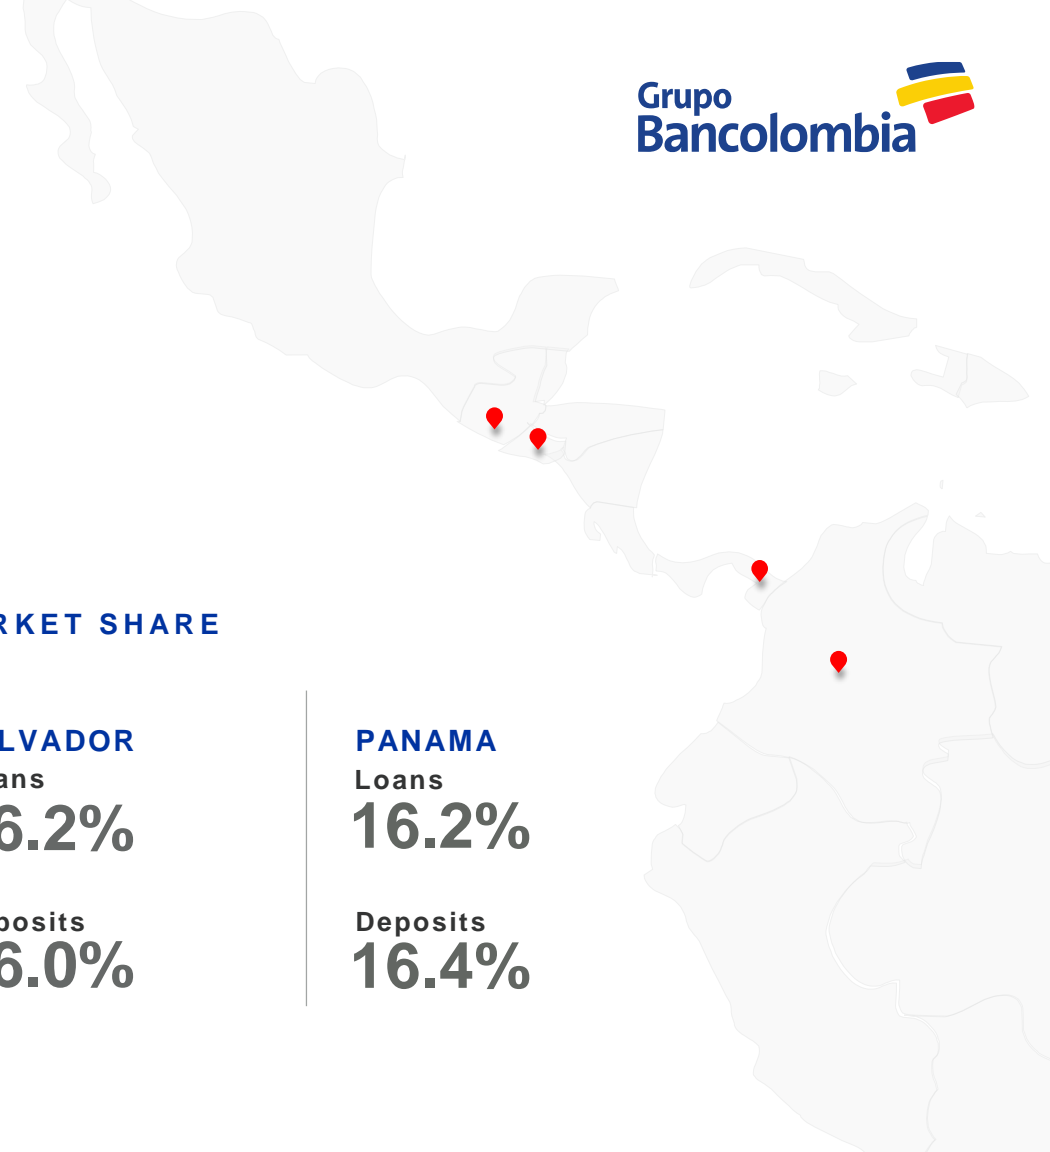 Grupo
Bancolombia
RKET SHARE
LVADOR
ans
6.2%
posits
6.0%
PANAMA
Loans
16.2%
Deposits
16.4%